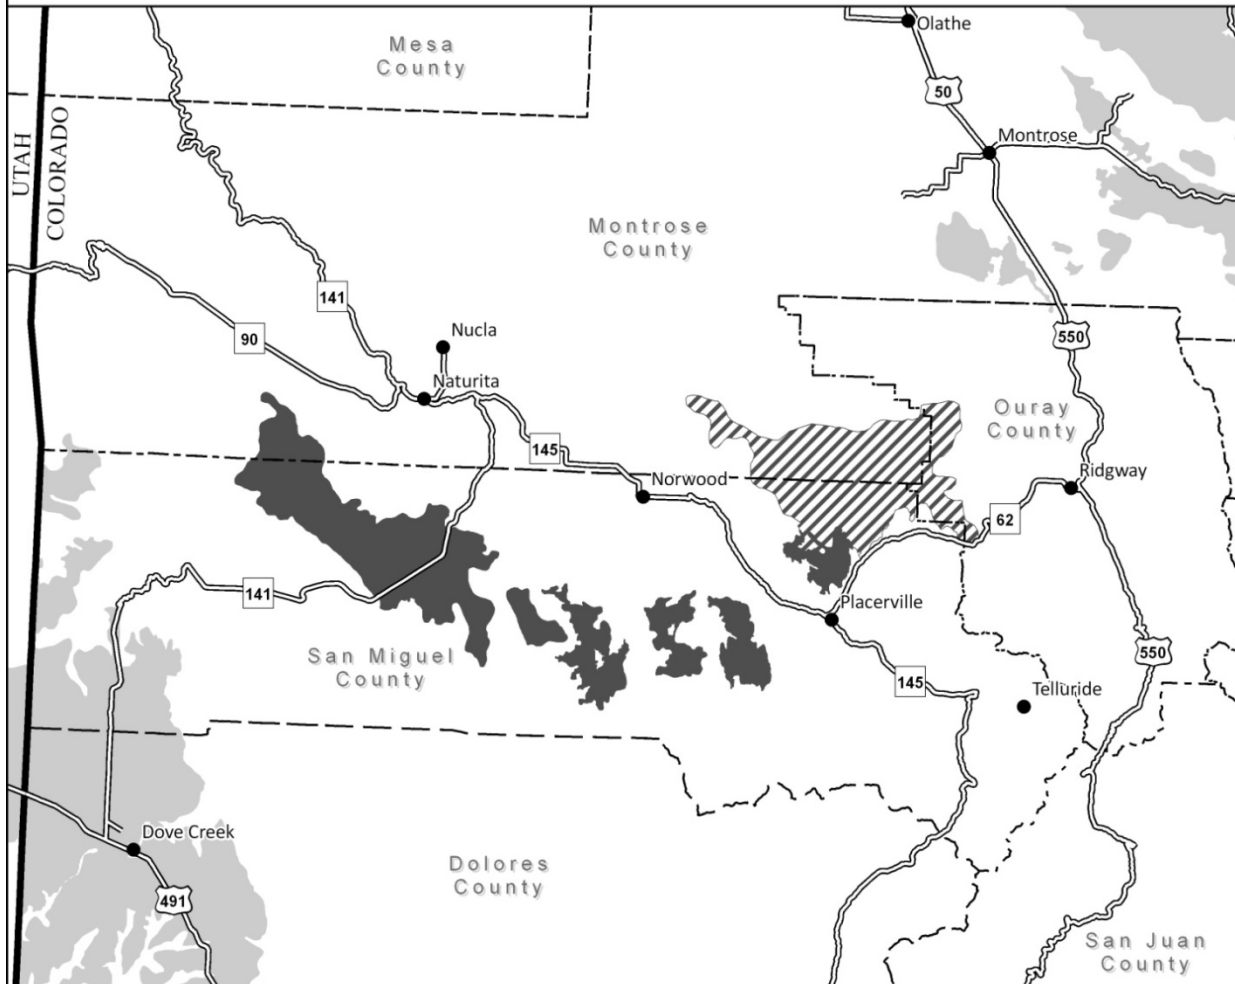 Olathe
Mesa
County
50
Montrose
UTAH
COLORADO
Montrose
County
141
550
90
Nucla
Naturita
Ouray
County
145
Norwood
Ridgway
62
141
Placerville
San Miguel
County
550
145
Telluride
Dove Creek
Dolores
County
491
San Juan
County